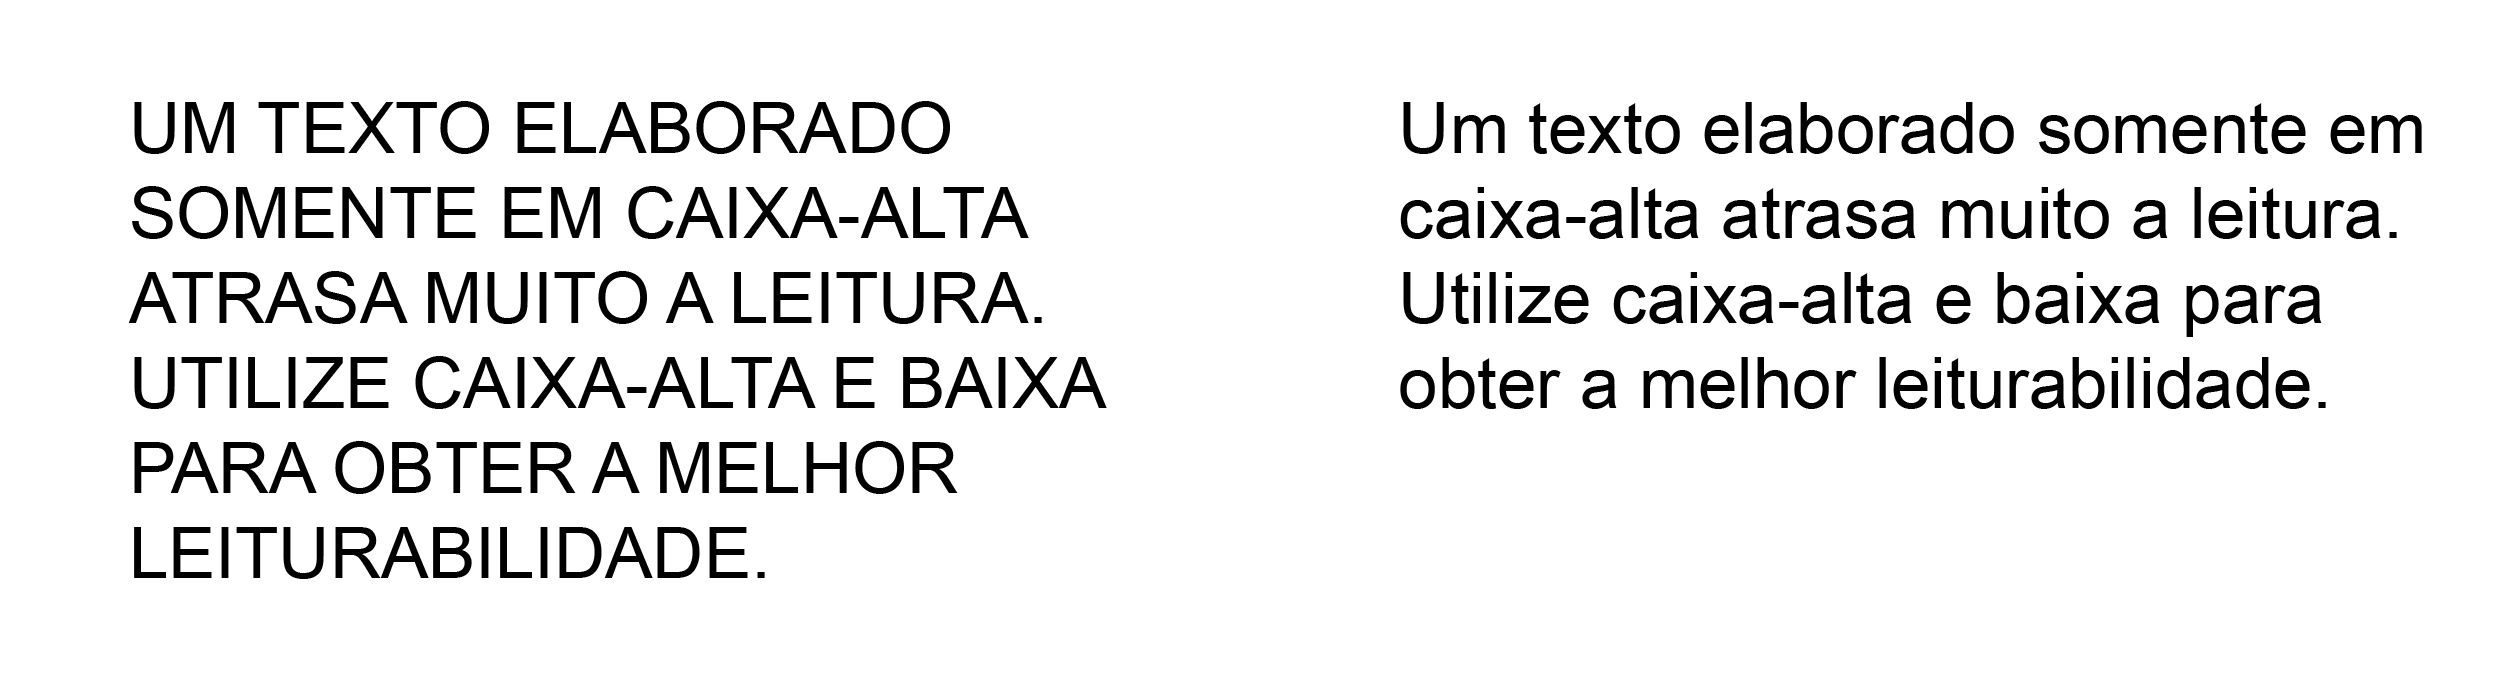 UM TEXTO ELABORADO
SOMENTE EM CAIXA-ALTA
ATRASA MUITO A LEITURA.
UTILIZE CAIXA-ALTA E BAIXA
PARA OBTER A MELHOR
LEITURABILIDADE.
Um texto elaborado somente em
caixa-alta atrasa muito a leitura.
Utilize caixa-alta e baixa para
obter a melhor leiturabilidade.